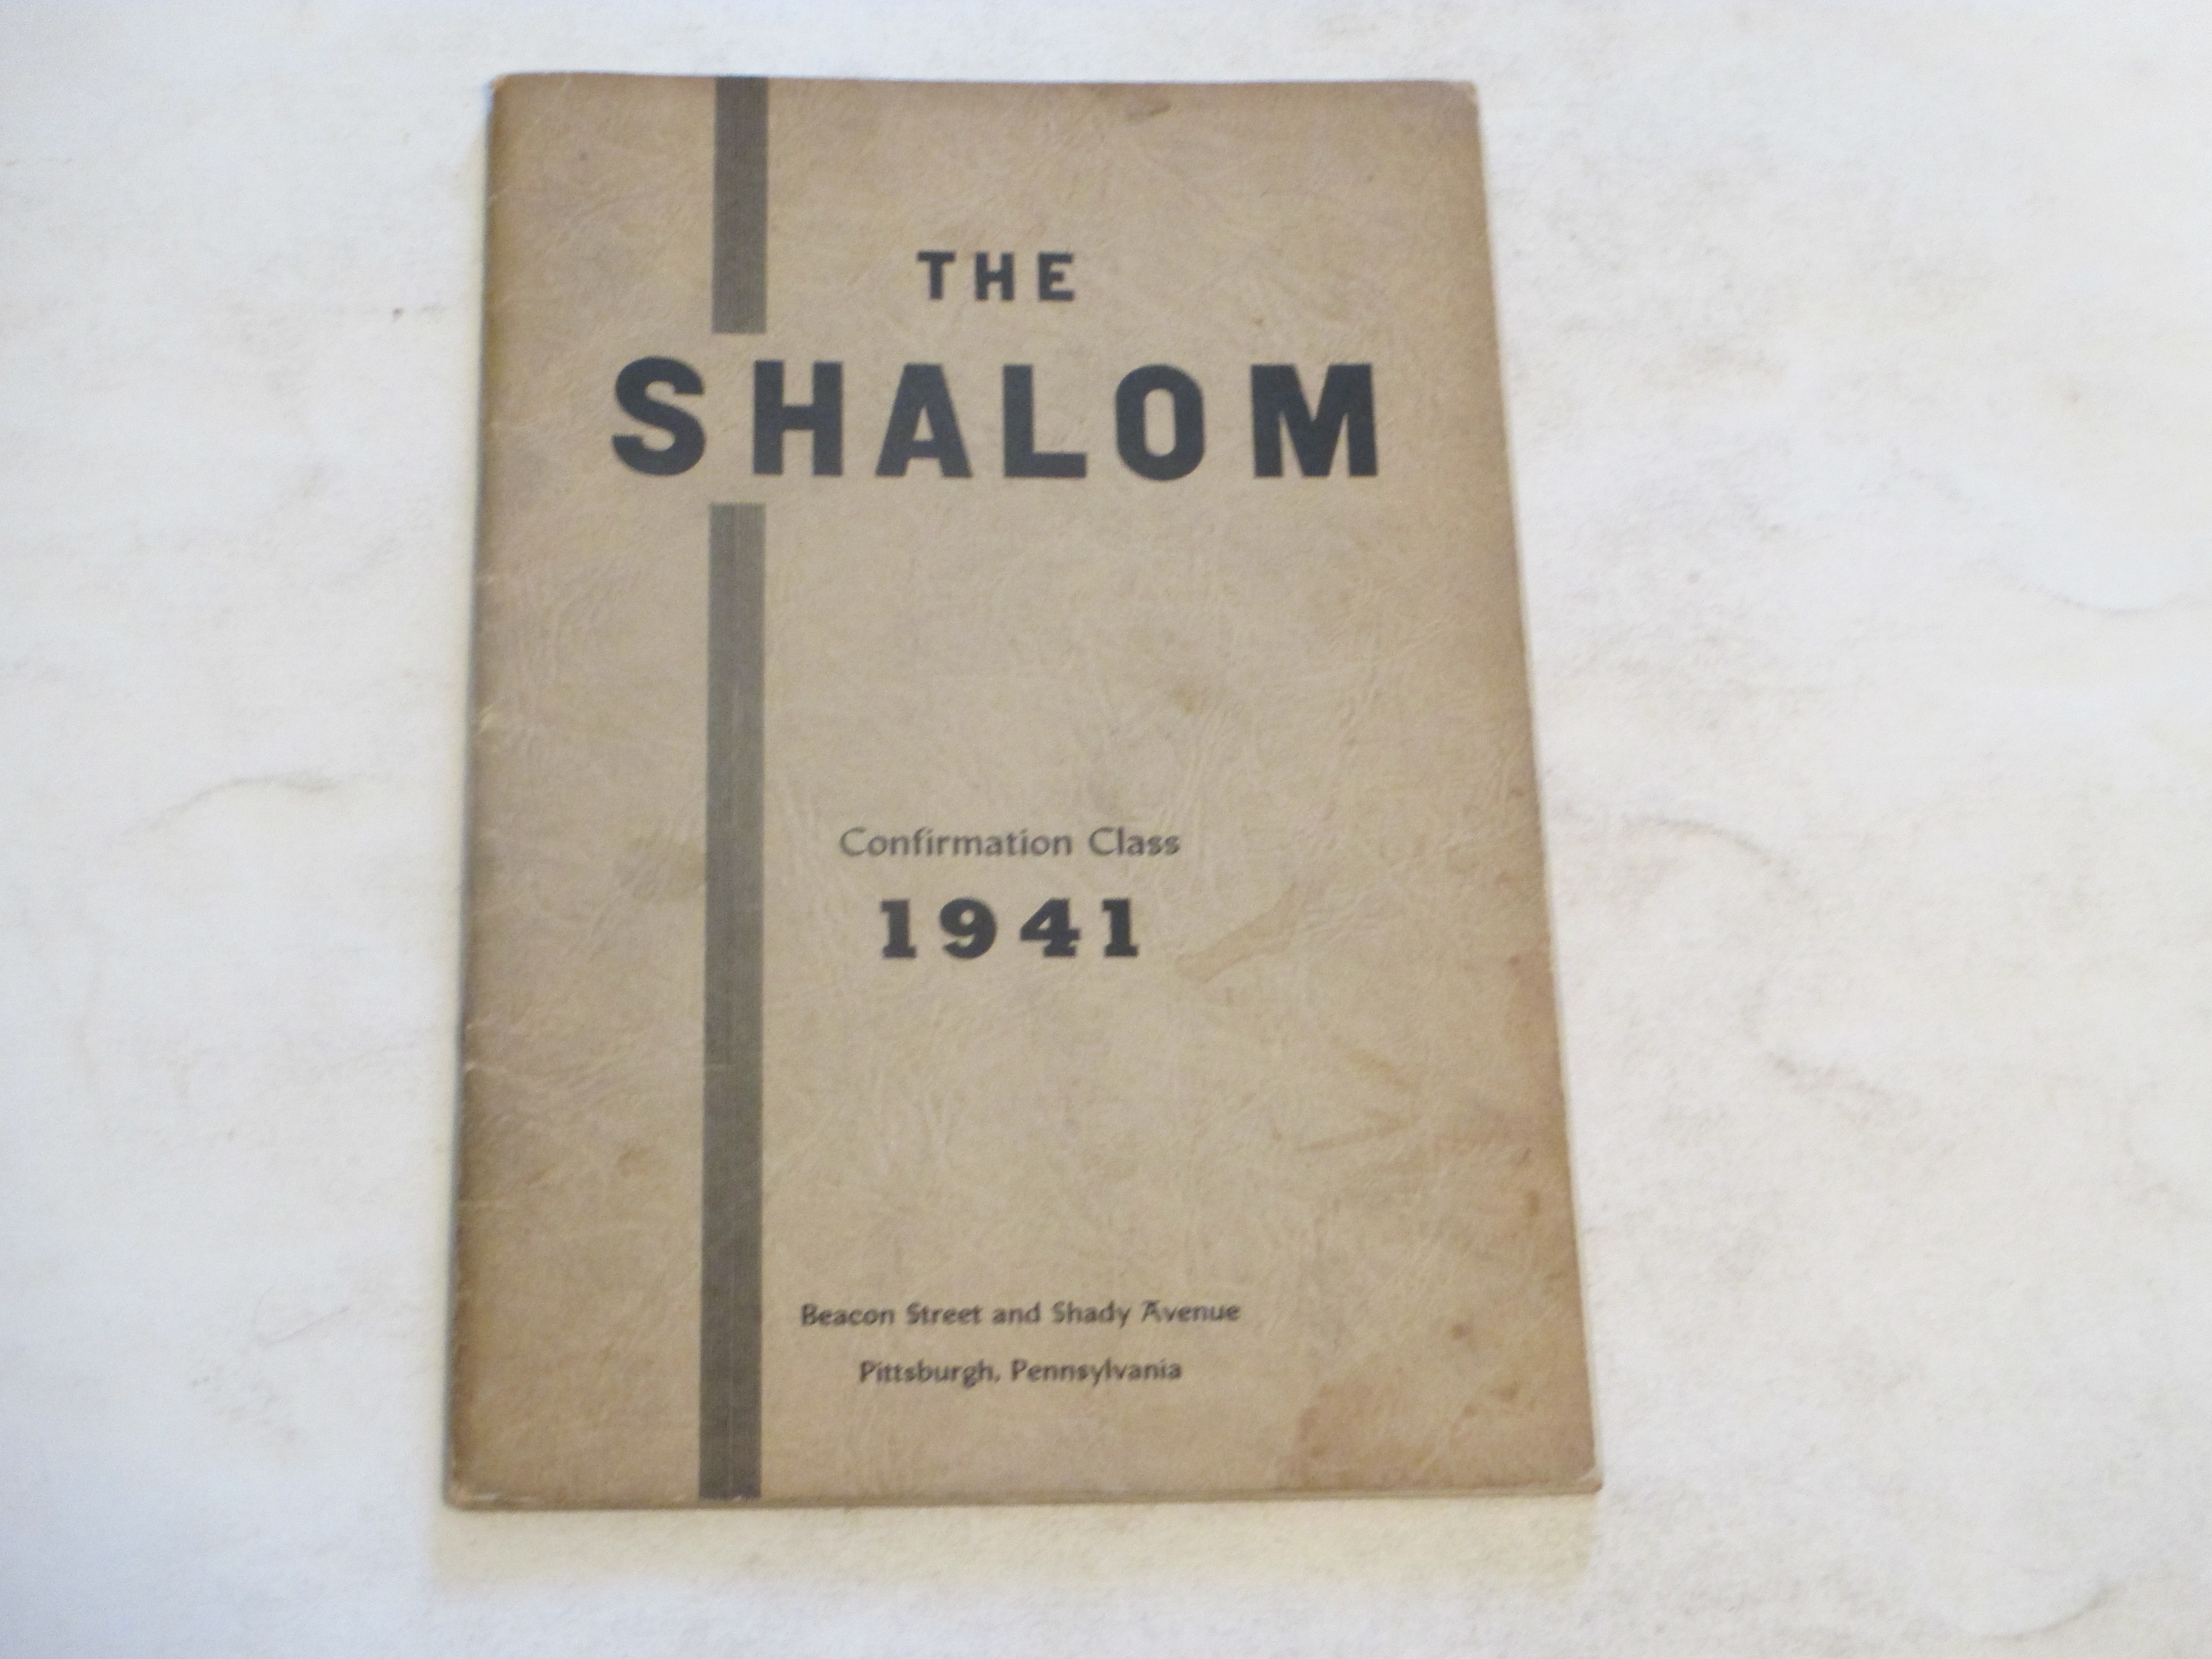 THE
SHALOM
Confirmation Class
1941
Beacon Street and Shady Avenue
Pittsburgh, Pennsylvania